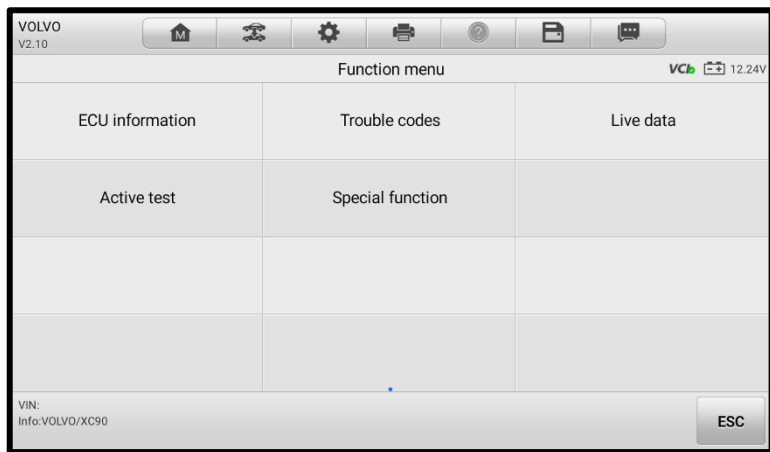 VOLVO
V2.10
M
?
Function menu
VCI 12.24V
ECU information Trouble codes Live data
Active test Special function
VIN:
Info:VOLVO/XC90
ESC